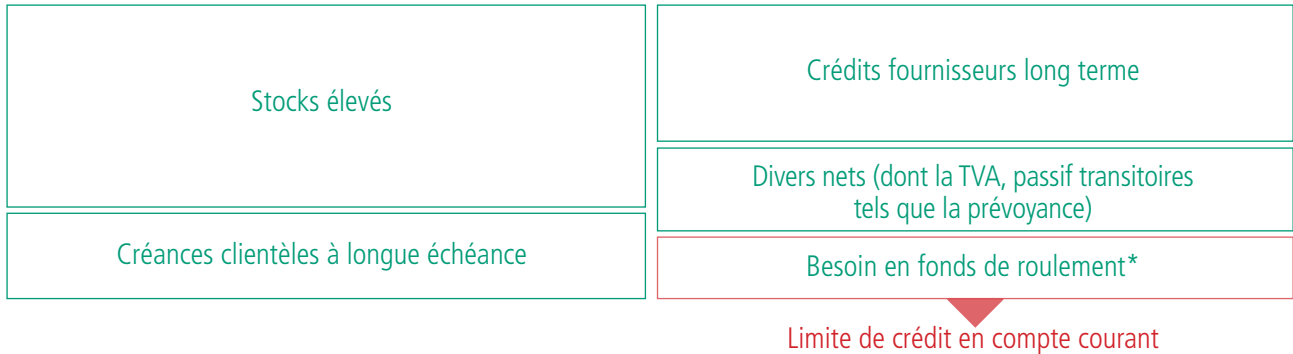 Stocks élevés
Créances clientèles à longue échéance
Crédits fournisseurs long terme
Divers nets (dont la TVA, passif transitoires
tels que la prévoyance)
Besoin en fonds de roulement*
Limite de crédit en compte courant